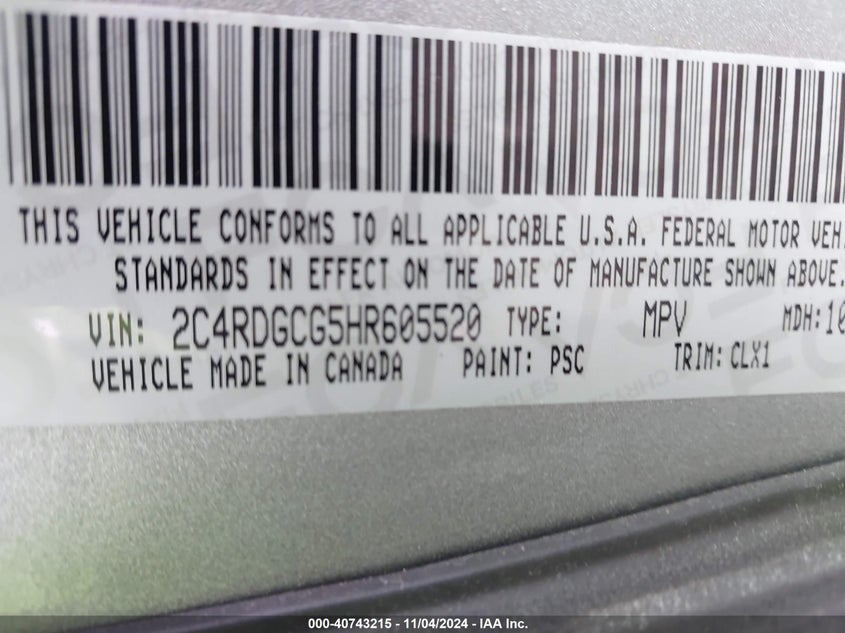 THIS VEHICLE CONFORMS TO ALL APPLICABLE U.S.A. FEDERAL MOTOR VEH
STANDARDS IN EFFECT ON THE DATE OF MANUFACTURE SHOWN ABOVE.
VIN: 2C4RDGCG5HR605520 TYPE: MPV MDH: 10
VEHICLE MADE IN CANADA PAINT: PSC TRIM: CLX1
000-40743215 - 11/04/2024 - IAA Inc.